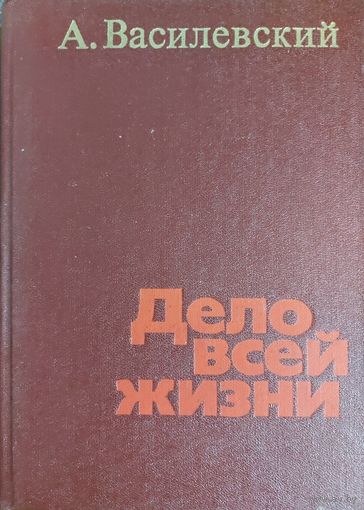 А. Василевский
Дело
всей
жизни